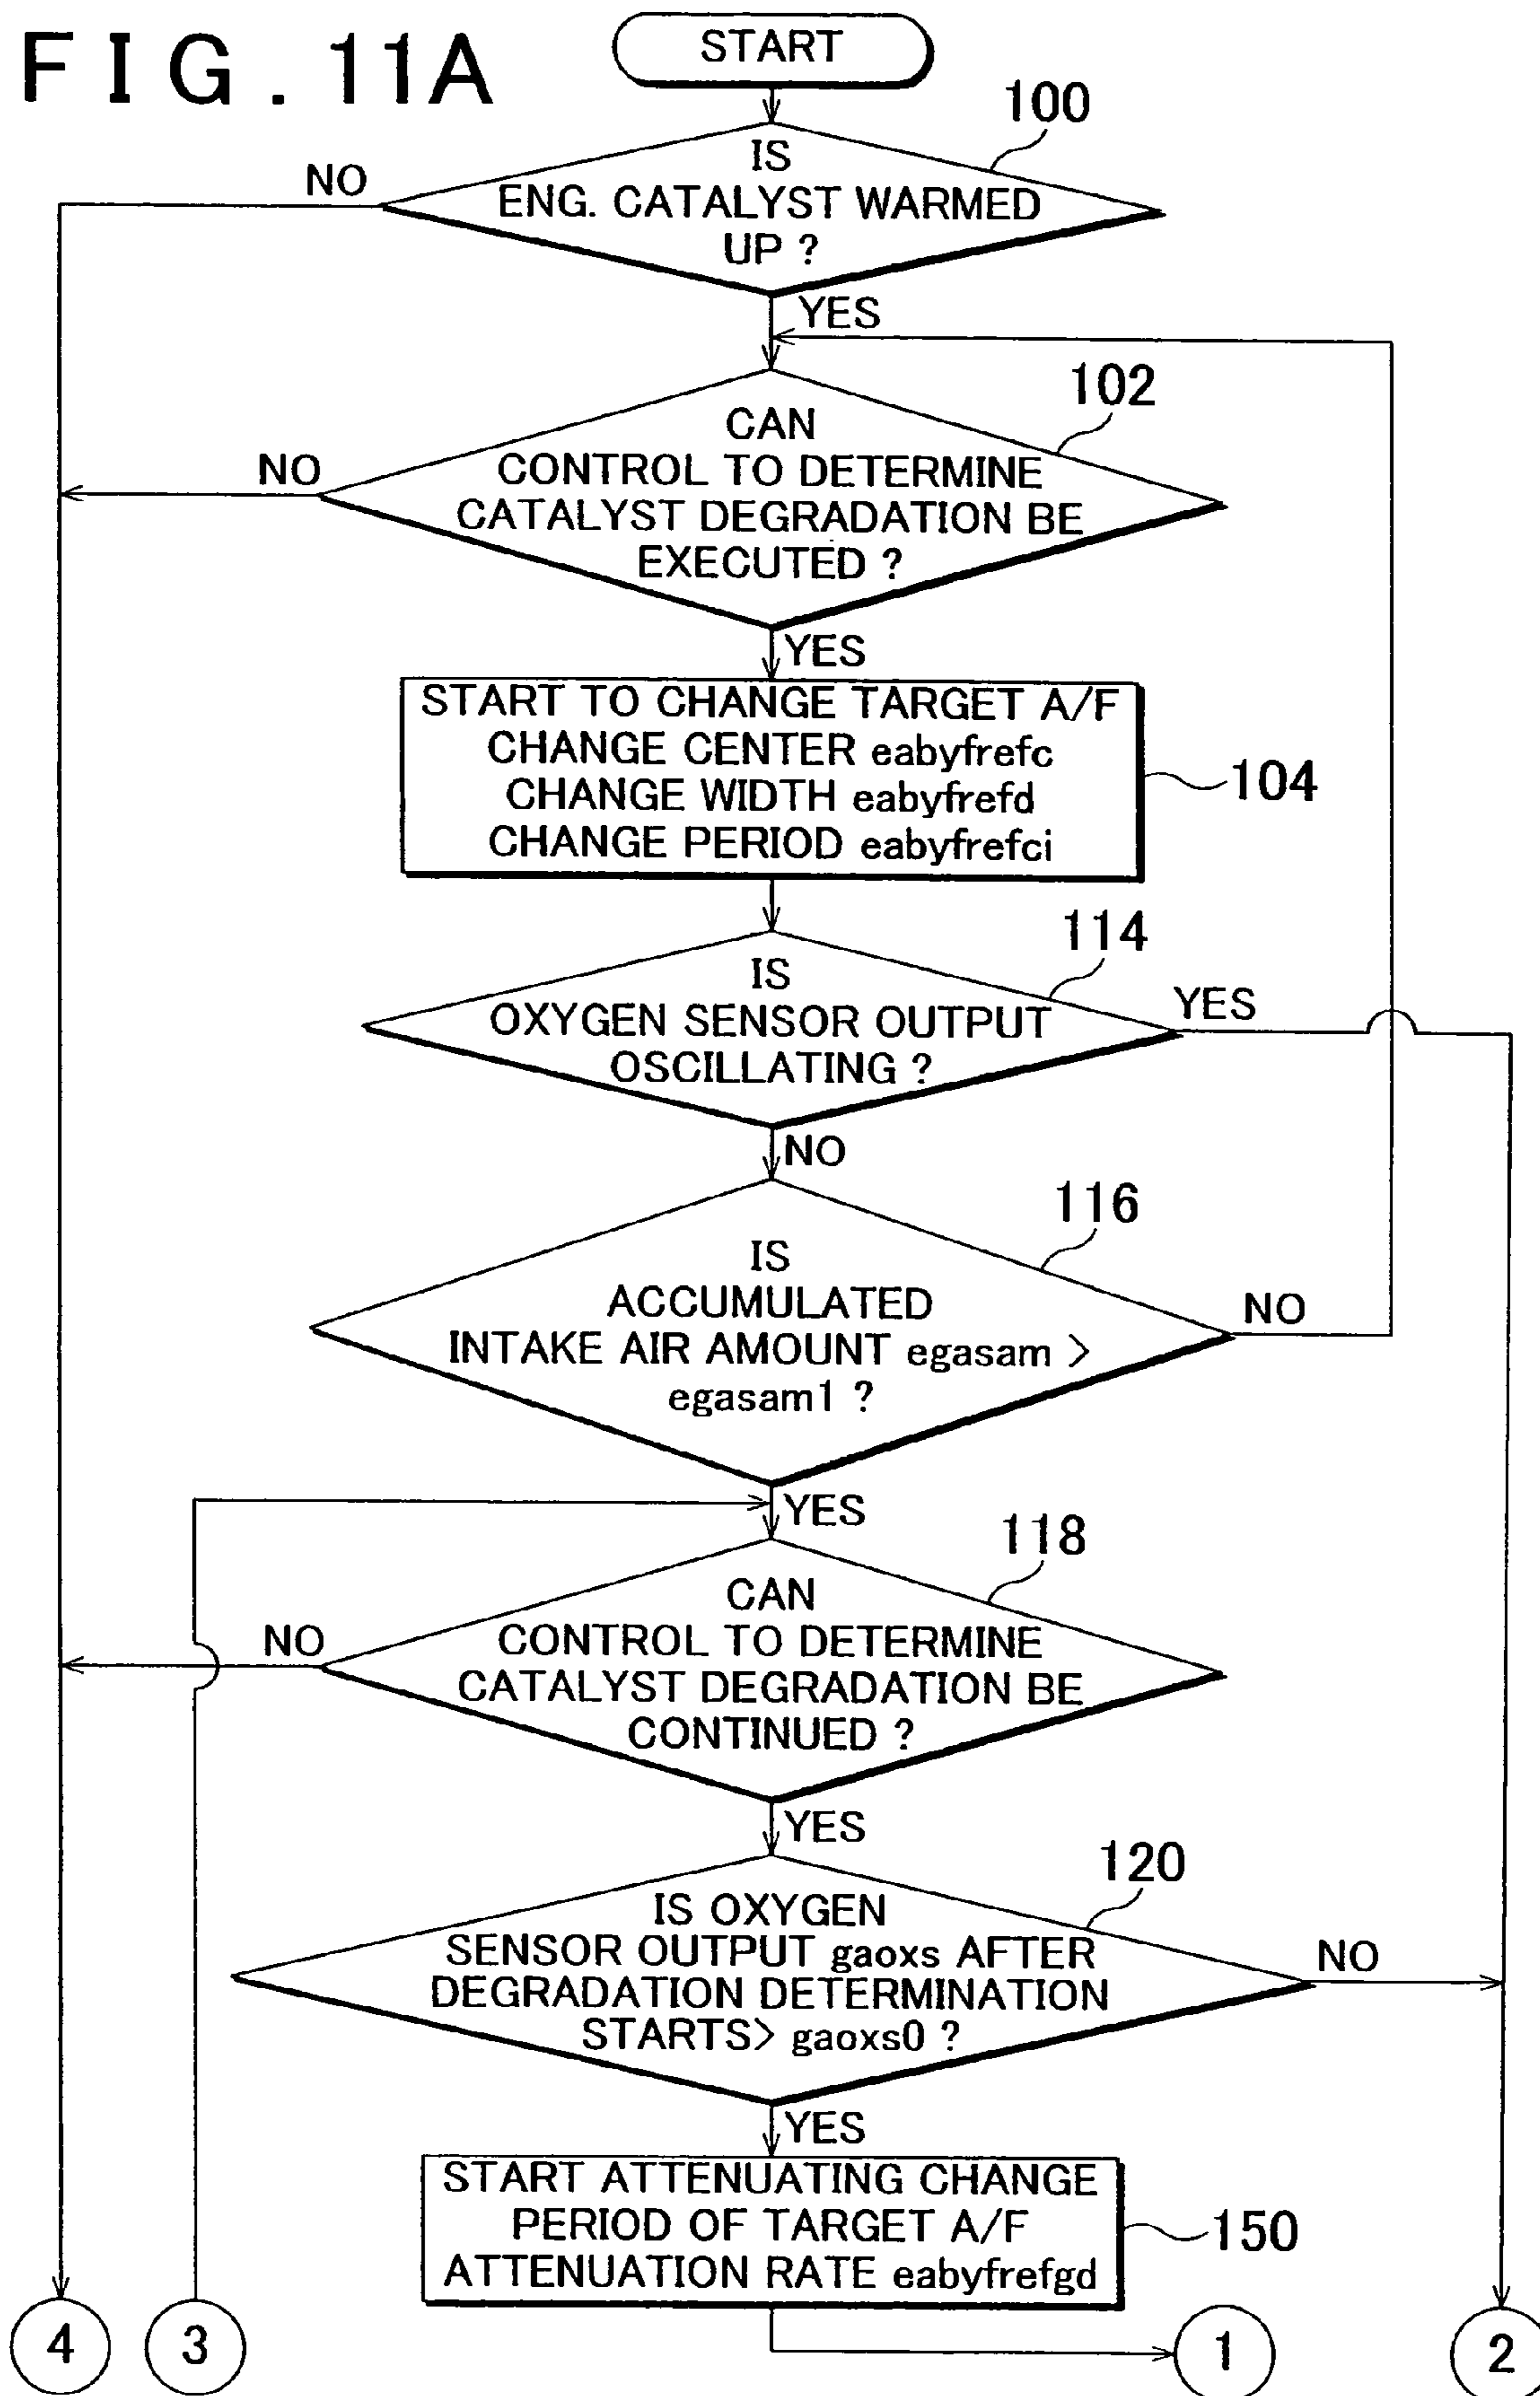 FIG. 11A
START
100
IS
ENG. CATALYST WARMED
UP ?
NO
YES
102
CAN
CONTROL TO DETERMINE
CATALYST DEGRADATION BE
EXECUTED ?
NO
YES
START TO CHANGE TARGET A/F
CHANGE CENTER eabyfrefc
CHANGE WIDTH eabyfrefd
CHANGE PERIOD eabyfrefci
104
114
IS
OXYGEN SENSOR OUTPUT
OSCILLATING ?
YES
NO
116
IS
ACCUMULATED
INTAKE AIR AMOUNT egasam >
egasam1 ?
NO
YES
118
CAN
CONTROL TO DETERMINE
CATALYST DEGRADATION BE
CONTINUED ?
NO
YES
120
IS OXYGEN
SENSOR OUTPUT gaoxs AFTER
DEGRADATION DETERMINATION
STARTS> gaoxs0 ?
NO
YES
START ATTENUATING CHANGE
PERIOD OF TARGET A/F
ATTENUATION RATE eabyfrefgd
150
4
3
1
2